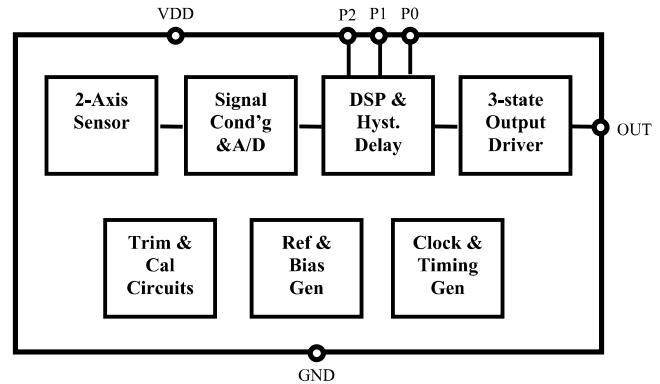 VDD
P2 P1 P0
2-Axis
Sensor
Signal
Cond'g
&A/D
DSP &
Hyst.
Delay
3-state
Output
Driver
OUT
Trim &
Cal
Circuits
Ref &
Bias
Gen
Clock &
Timing
Gen
GND